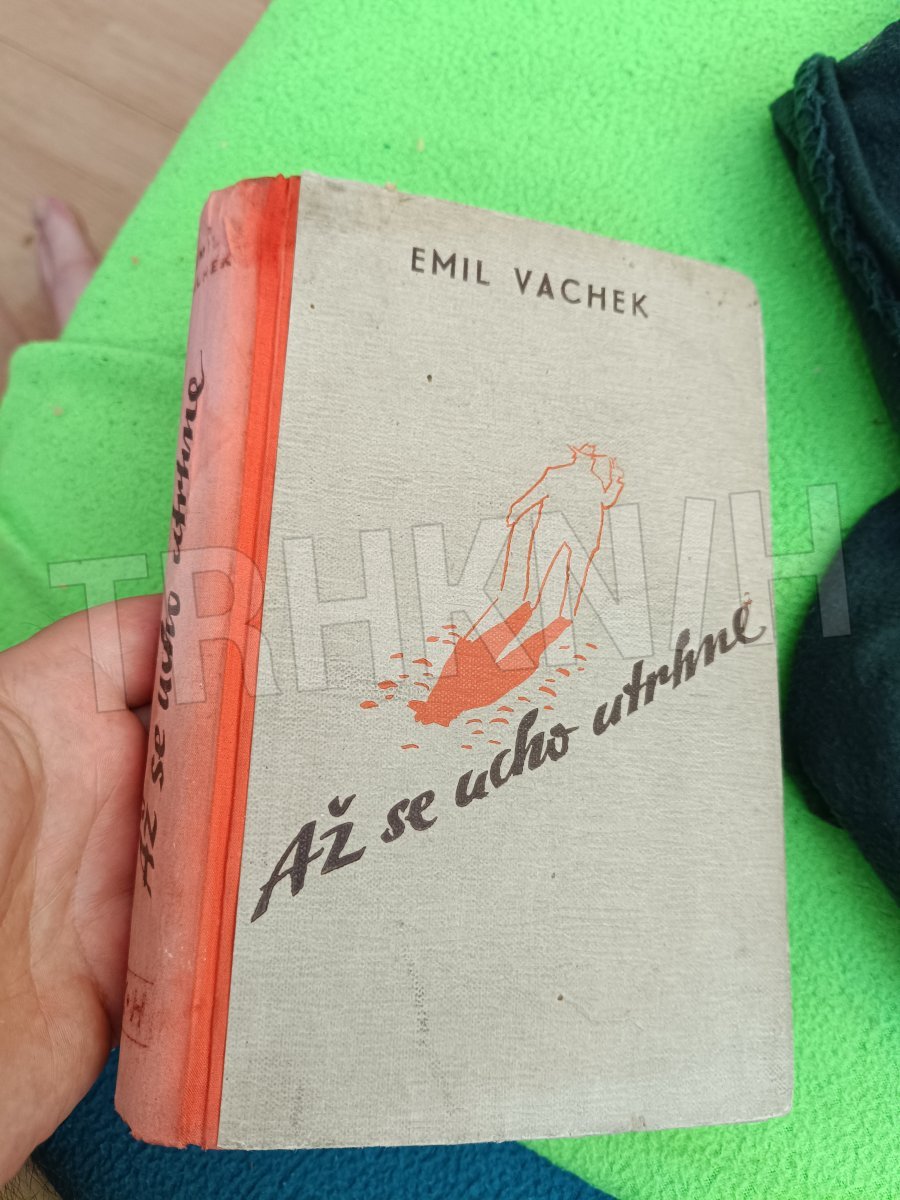 EMIL VACHEK
Až se ucho utrhne
Až se ucho utrhne
TRHKNIH